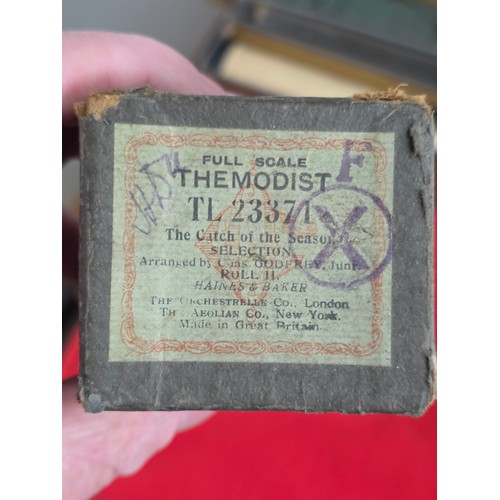 FULL SCALE
THEMODIST
F
TL 23371
X
The Catch of the Season
SELECTION
Arranged by Chas. GODFREY, Junr.
ROLL II.
HAINES & BAKER
THE ORCHESTRELLE CO., London
THE AEOLIAN CO., New York.
Made in Great Britain.